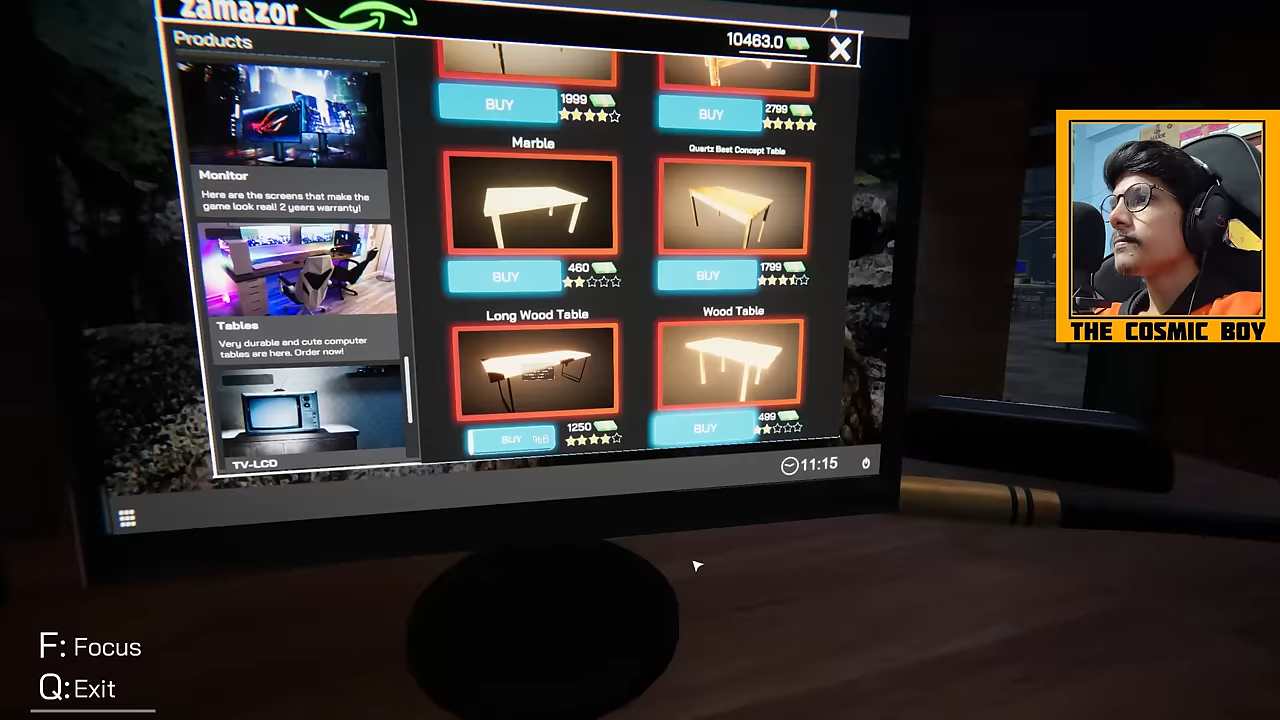 zamazor
10463.0
Products
BUY
1999
BUY
2799
Marble
Quartz Best Concept Table
Monitor
Here are the screens that make the
game look real! 2 years warranty!
BUY
460
BUY
1799
Long Wood Table
Wood Table
Tables
Very durable and cute computer
tables are here. Order now!
BUY %6
1250
BUY
499
TV-LCD
11:15
THE COSMIC BOY
F: Focus
Q: Exit